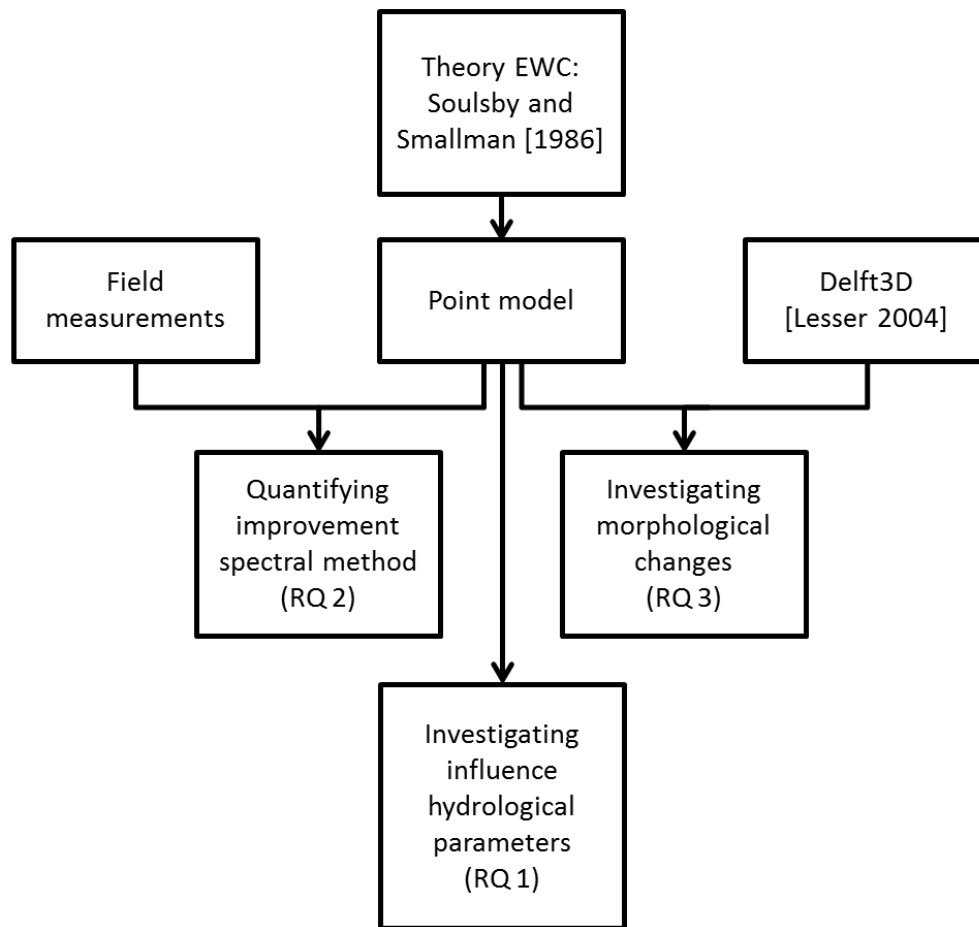 Theory EWC:
Soulsby and
Smallman [1986]
Field
measurements
Point model
Delft3D
[Lesser 2004]
Quantifying
improvement
spectral method
(RQ 2)
Investigating
morphological
changes
(RQ 3)
Investigating
influence
hydrological
parameters
(RQ 1)